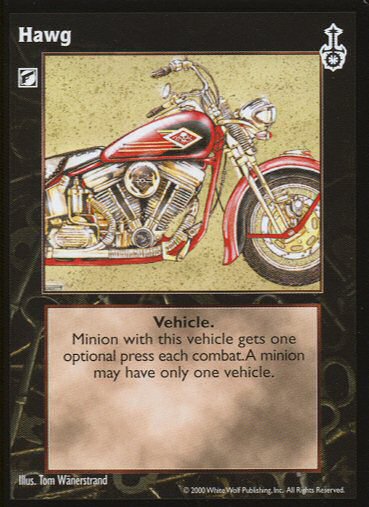 Hawg
Vehicle.
Minion with this vehicle gets one
optional press each combat.A minion
may have only one vehicle.
Illus. Tom Wänerstrand
© 2000 White Wolf Publishing, Inc. All Rights Reserved.